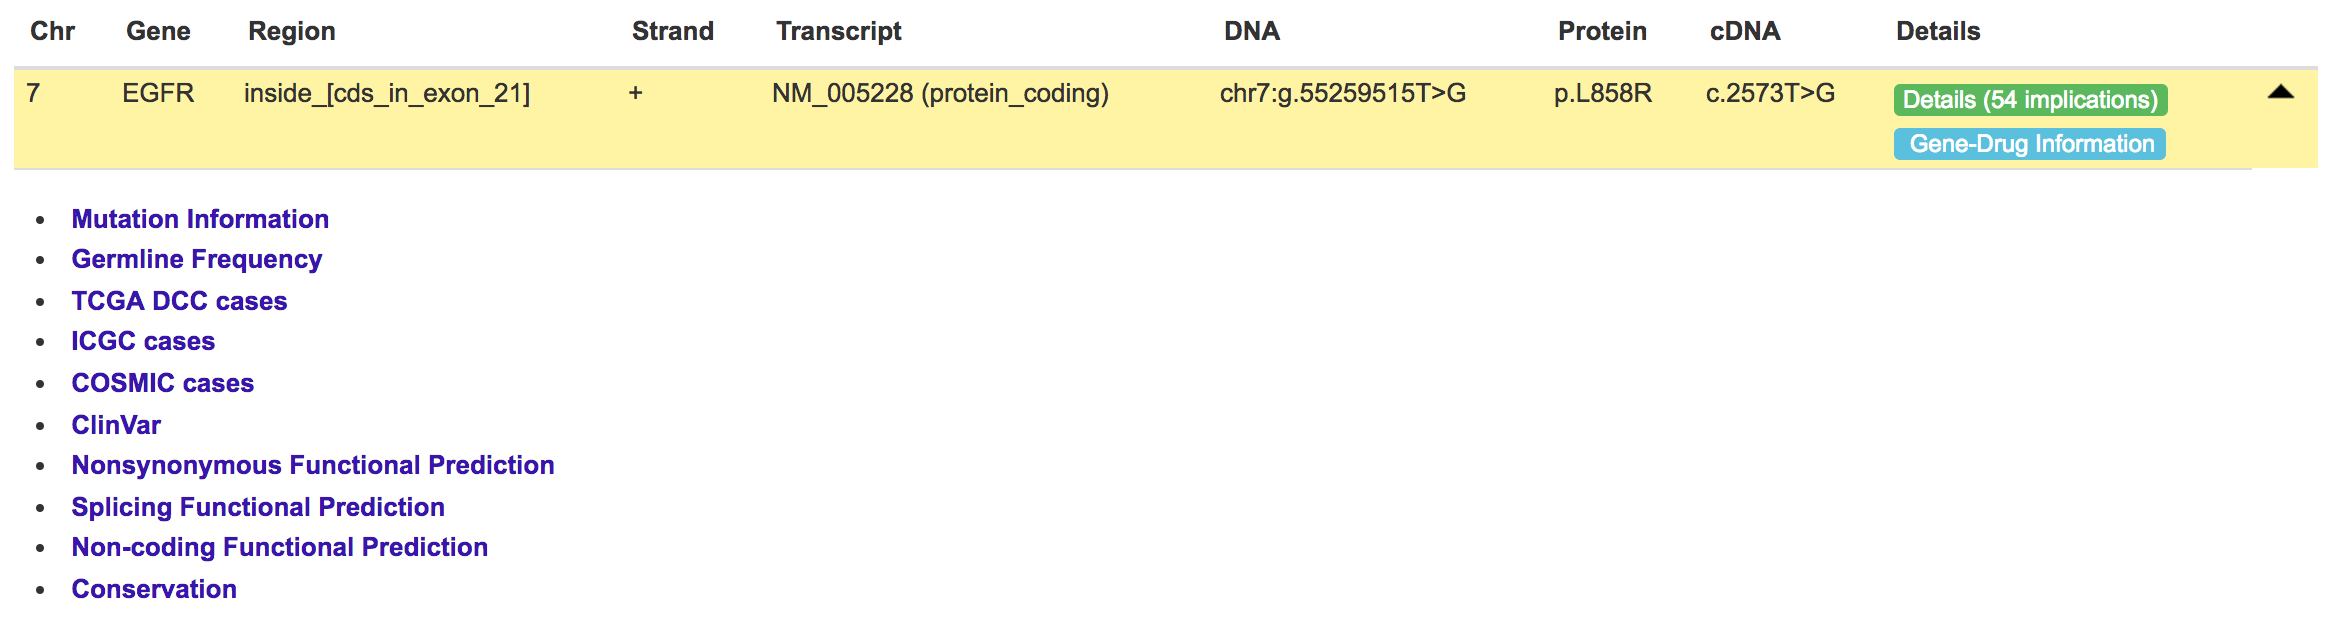 Chr Gene Region Strand Transcript DNA Protein cDNA Details
7 EGFR inside_[cds_in_exon_21] + NM_005228 (protein_coding) chr7:g.55259515T>G p.L858R c.2573T>G Details (54 implications)
Gene-Drug Information
Mutation Information
Germline Frequency
TCGA DCC cases
ICGC cases
COSMIC cases
ClinVar
Nonsynonymous Functional Prediction
Splicing Functional Prediction
Non-coding Functional Prediction
Conservation